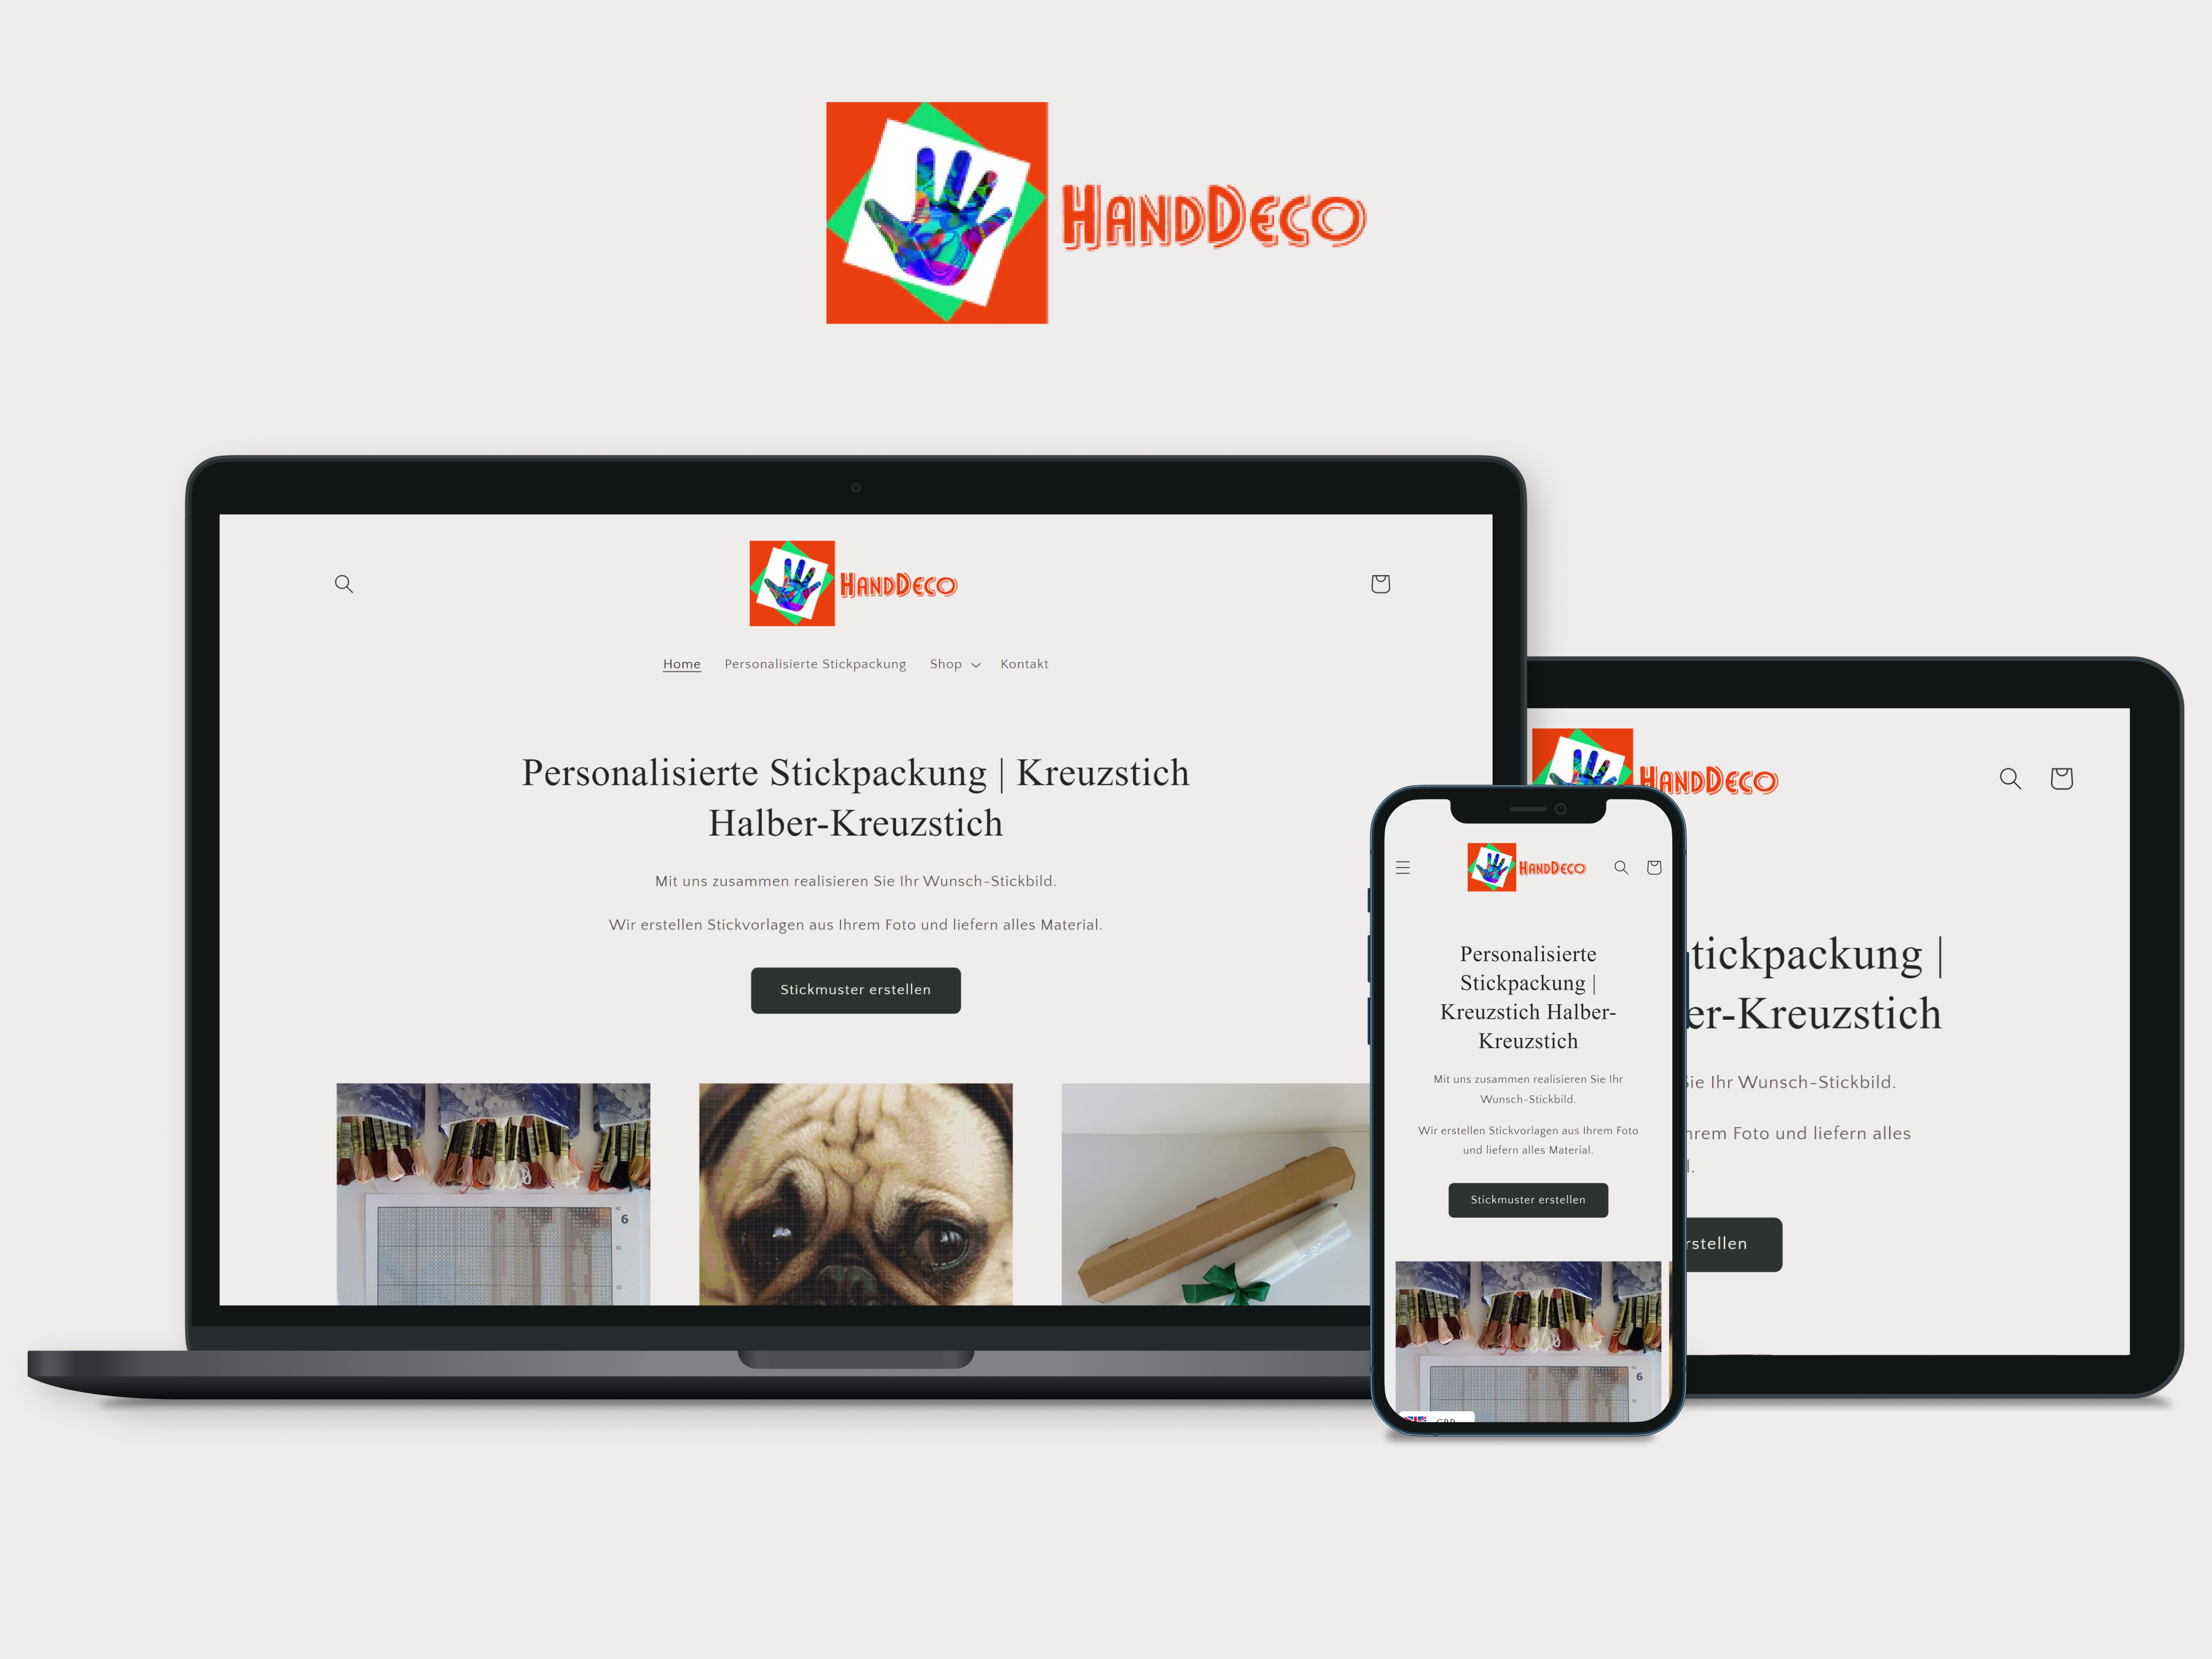 HANDDECO
HANDDECO
Home Personalisierte Stickpackung Shop Kontakt
Personalisierte Stickpackung | Kreuzstich
Halber-Kreuzstich
Mit uns zusammen realisieren Sie Ihr Wunsch-Stickbild.
Wir erstellen Stickvorlagen aus Ihrem Foto und liefern alles Material.
Stickmuster erstellen
6
HANDDECO
tickpackung |
er-Kreuzstich
ie Ihr Wunsch-Stickbild.
hrem Foto und liefern alles
l.
rstellen
HANDDECO
Personalisierte
Stickpackung |
Kreuzstich Halber-
Kreuzstich
Mit uns zusammen realisieren Sie Ihr
Wunsch-Stickbild.
Wir erstellen Stickvorlagen aus Ihrem Foto
und liefern alles Material.
Stickmuster erstellen
6